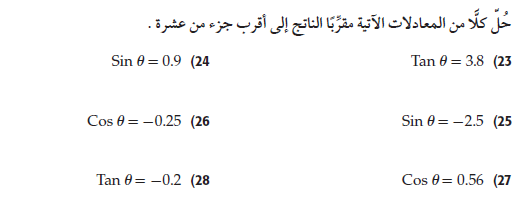 حُلّ كلًّا من المعادلات الآتية مقرِّبًا الناتج إلى أقرب جزء من عشرة .
(23 Tan θ = 3.8 (24 Sin θ = 0.9
(25 Sin θ = −2.5 (26 Cos θ = −0.25
(27 Cos θ = 0.56 (28 Tan θ = −0.2